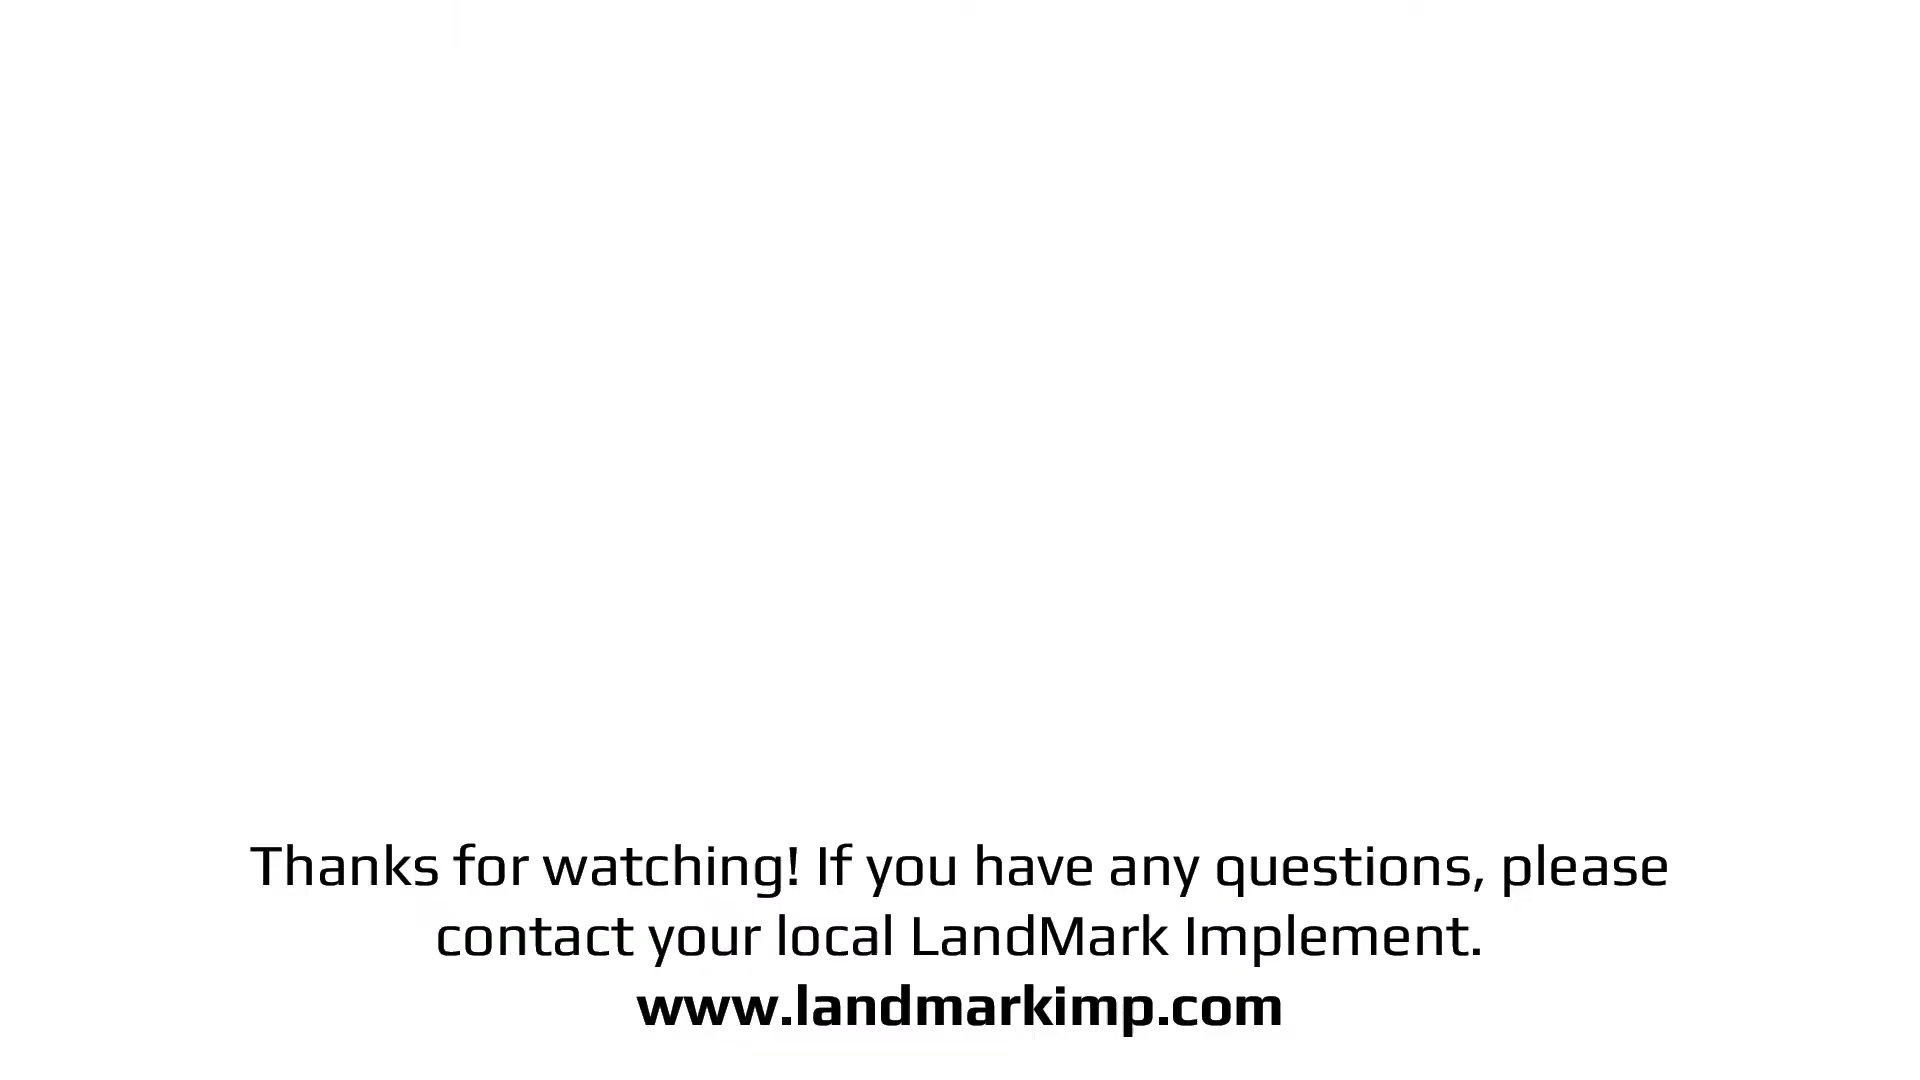 Thanks for watching! If you have any questions, please
contact your local LandMark Implement.
www.landmarkimp.com